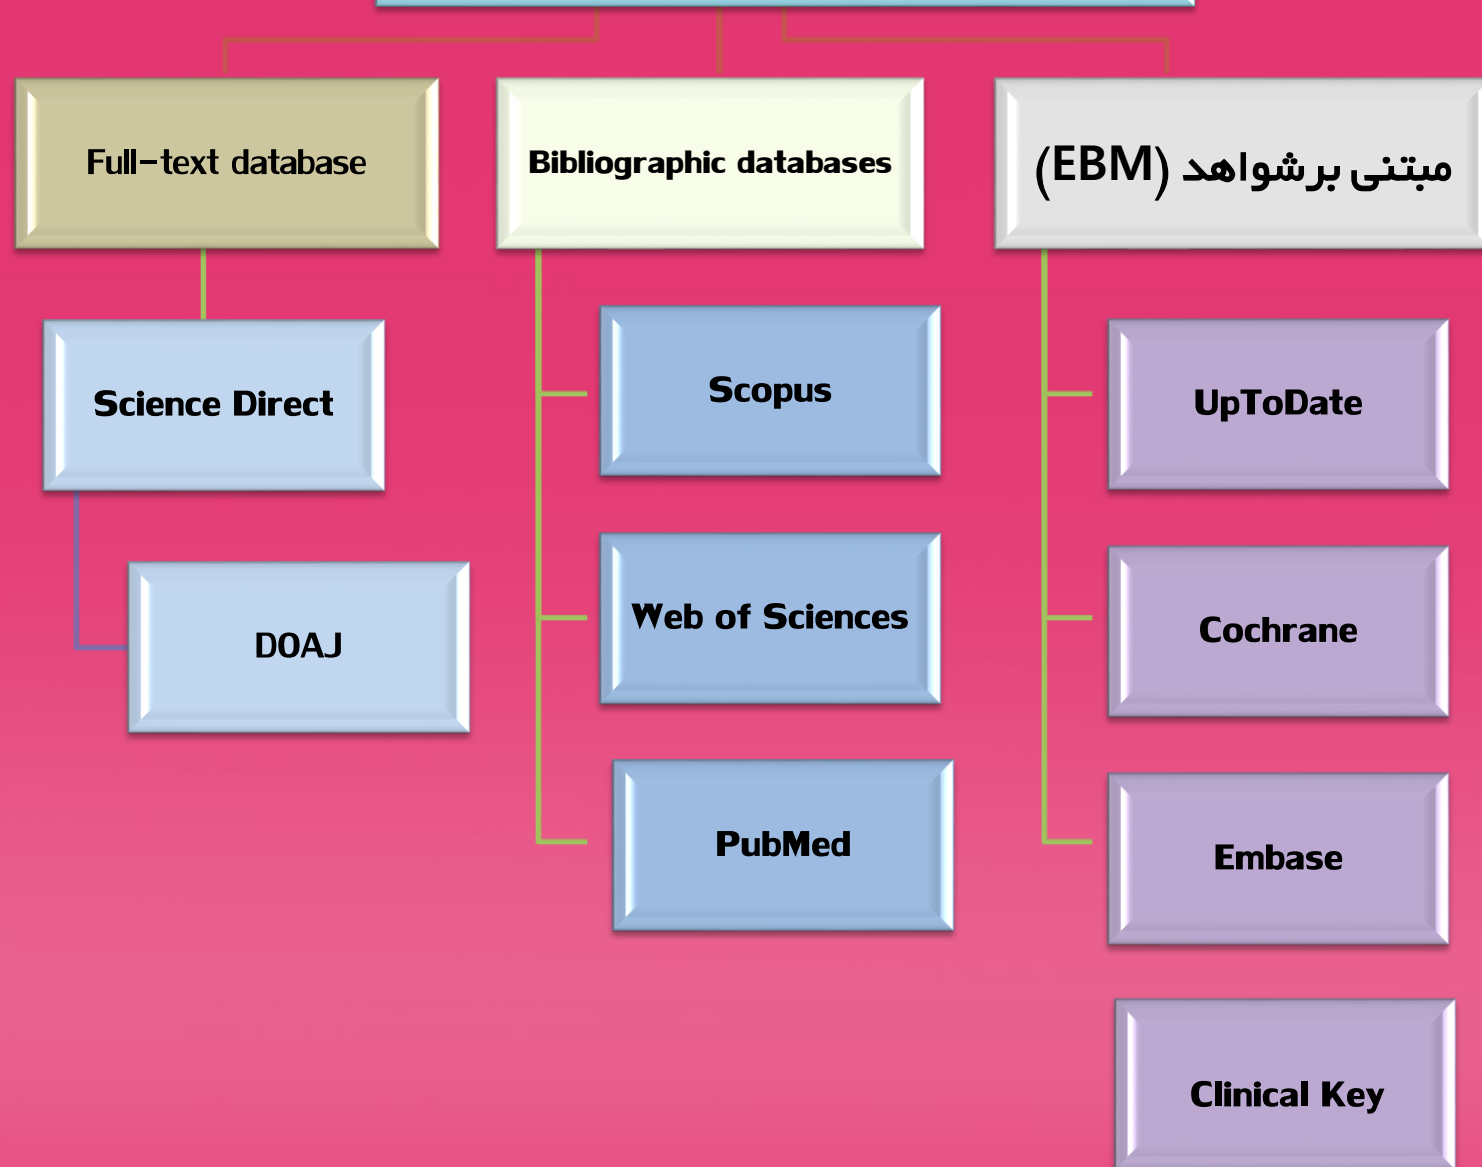 Full-text database
Bibliographic databases
مبتنی برشواهد (EBM)
Science Direct
DOAJ
Scopus
Web of Sciences
PubMed
UpToDate
Cochrane
Embase
Clinical Key